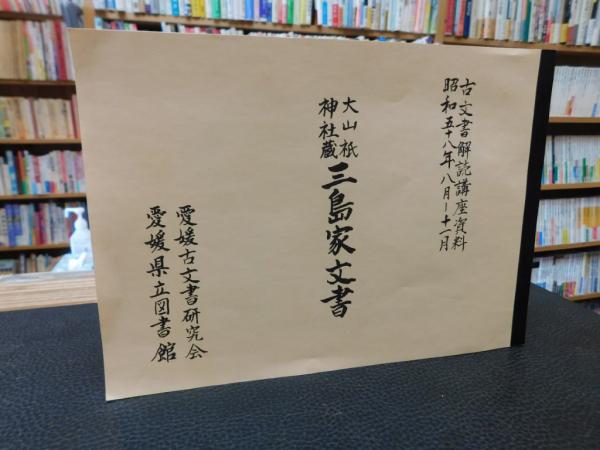 古文書解読講座資料
昭和五十八年八月－十一月
大山祇
神社蔵
三島家文書
愛媛古文書研究会
愛媛県立図書館